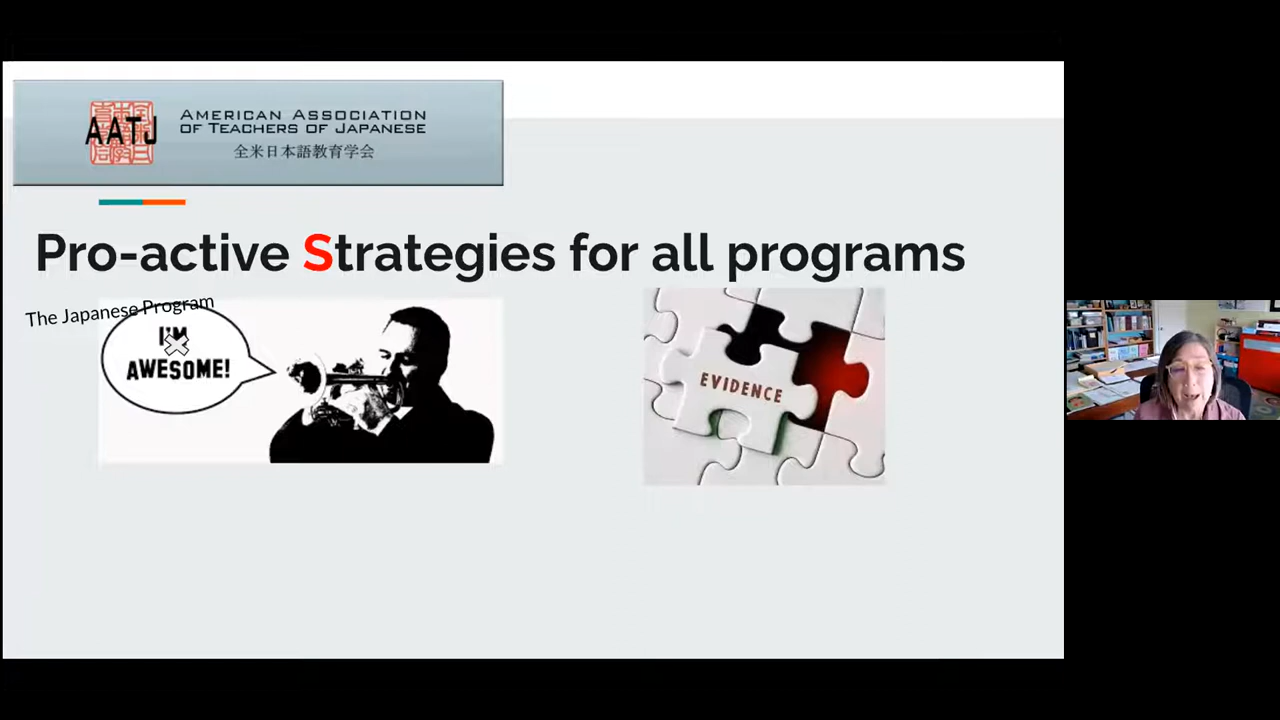 AATJ
AMERICAN ASSOCIATION
OF TEACHERS OF JAPANESE
全米日本語教育学会
Pro-active Strategies for all programs
The Japanese Program
I'M
AWESOME!
EVIDENCE